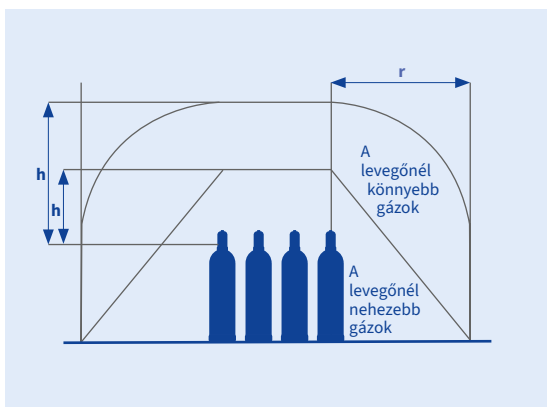 r
h
h
A
levegőnél
könnyebb
gázok
A
levegőnél
nehezebb
gázok